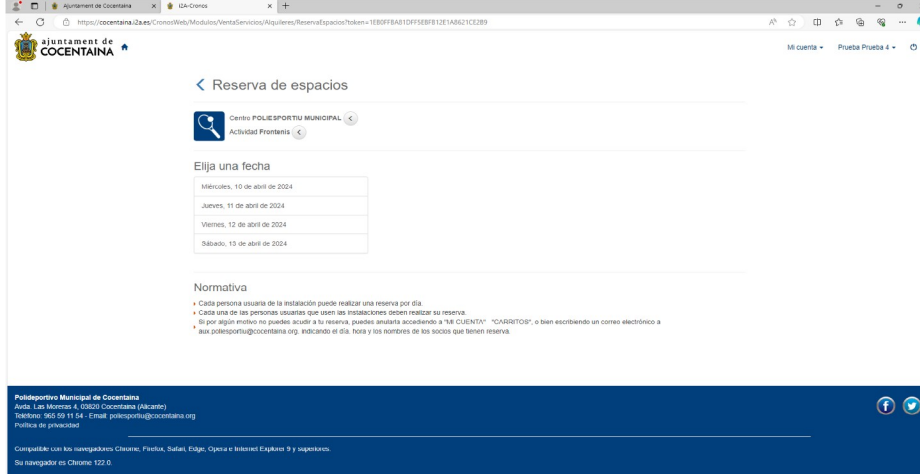 Ajuntament de Cocentaina
i2A-Cronos
https://cocentaina.i2a.es/CronosWeb/Modulos/VentaServicios/Alquileres/ReservaEspacios?token=1EB0FFBA81DFF5EBFB12E1AB621CE2B9
ajuntament de
COCENTAINA
Mi cuenta
Prueba Prueba 4
Reserva de espacios
Centro POLIESPORTIU MUNICIPAL
Actividad Frontenis
Elija una fecha
Miércoles, 10 de abril de 2024
Jueves, 11 de abril de 2024
Viernes, 12 de abril de 2024
Sábado, 13 de abril de 2024
Normativa
Cada persona usuaria de la instalación puede realizar una reserva por día.
Cada una de las personas usuarias que usen las instalaciones deben realizar su reserva.
Si por algún motivo no puedes acudir a tu reserva, puedes anularla accediendo a "MI CUENTA" "CARRITOS", o bien escribiendo un correo electrónico a
aux.poliesportiu@cocentaina.org. indicando el día, hora y los nombres de los socios que tienen reserva.
Polideportivo Municipal de Cocentaina
Avda. Las Moreras 4, 03820 Cocentaina (Alicante)
Teléfono: 965 59 11 54 - Email: poliesportiu@cocentaina.org
Política de privacidad
Compatible con los navegadores Chrome, Firefox, Safari, Edge, Opera e Internet Explorer 9 y superiores.
Su navegador es Chrome 122.0.